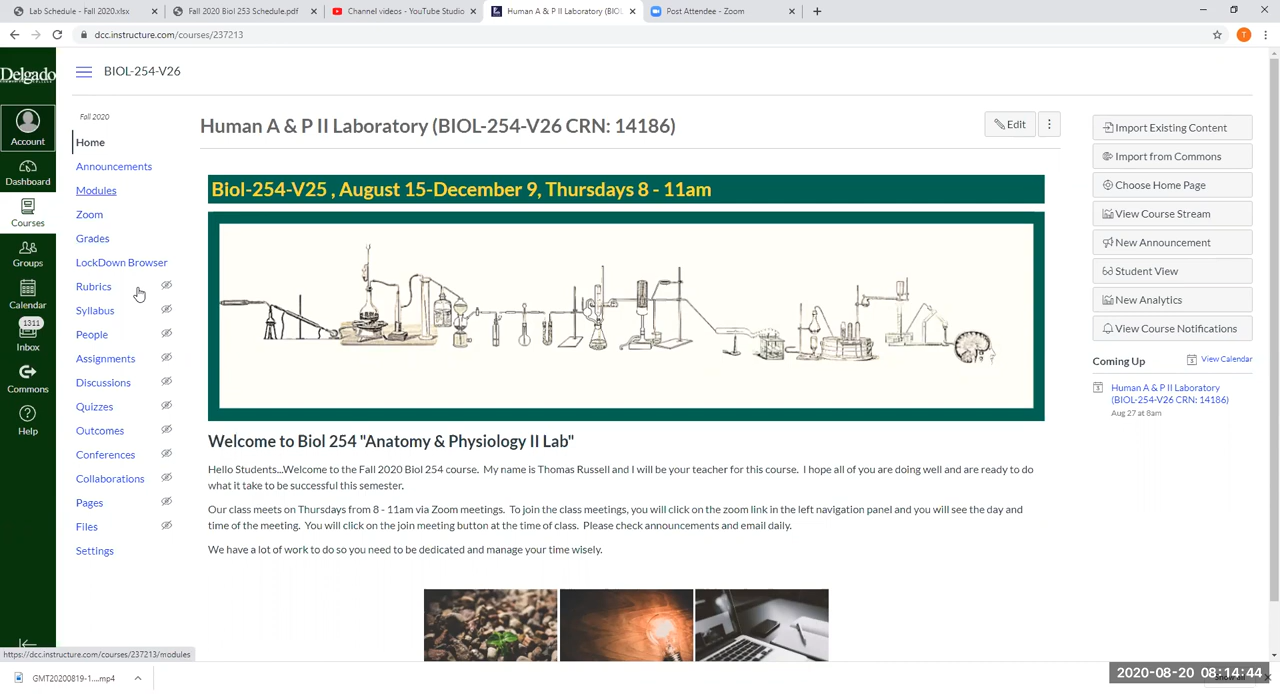 Lab Schedule - Fall 2020.xlsx
Fall 2020 Biol 253 Schedule.pdf
Channel videos - YouTube Studio
Human A & P II Laboratory (BIOL
Post Attendee - Zoom
dcc.instructure.com/courses/237213
T
Delgado
BIOL-254-V26
Account
Dashboard
Courses
Groups
Calendar
1311
Inbox
Commons
Help
Fall 2020
Home
Announcements
Modules
Zoom
Grades
LockDown Browser
Rubrics
Syllabus
People
Assignments
Discussions
Quizzes
Outcomes
Conferences
Collaborations
Pages
Files
Settings
Human A & P II Laboratory (BIOL-254-V26 CRN: 14186)
Edit
Biol-254-V25 , August 15-December 9, Thursdays 8 - 11am
Welcome to Biol 254 "Anatomy & Physiology II Lab"
Hello Students...Welcome to the Fall 2020 Biol 254 course. My name is Thomas Russell and I will be your teacher for this course. I hope all of you are doing well and are ready to do
what it take to be successful this semester.
Our class meets on Thursdays from 8 - 11am via Zoom meetings. To join the class meetings, you will click on the zoom link in the left navigation panel and you will see the day and
time of the meeting. You will click on the join meeting button at the time of class. Please check announcements and email daily.
We have a lot of work to do so you need to be dedicated and manage your time wisely.
Import Existing Content
Import from Commons
Choose Home Page
View Course Stream
New Announcement
Student View
New Analytics
View Course Notifications
Coming Up
View Calendar
Human A & P II Laboratory
(BIOL-254-V26 CRN: 14186)
Aug 27 at 8am
https://dcc.instructure.com/courses/237213/modules
GMT20200819-1....mp4
2020-08-20 08:14:44